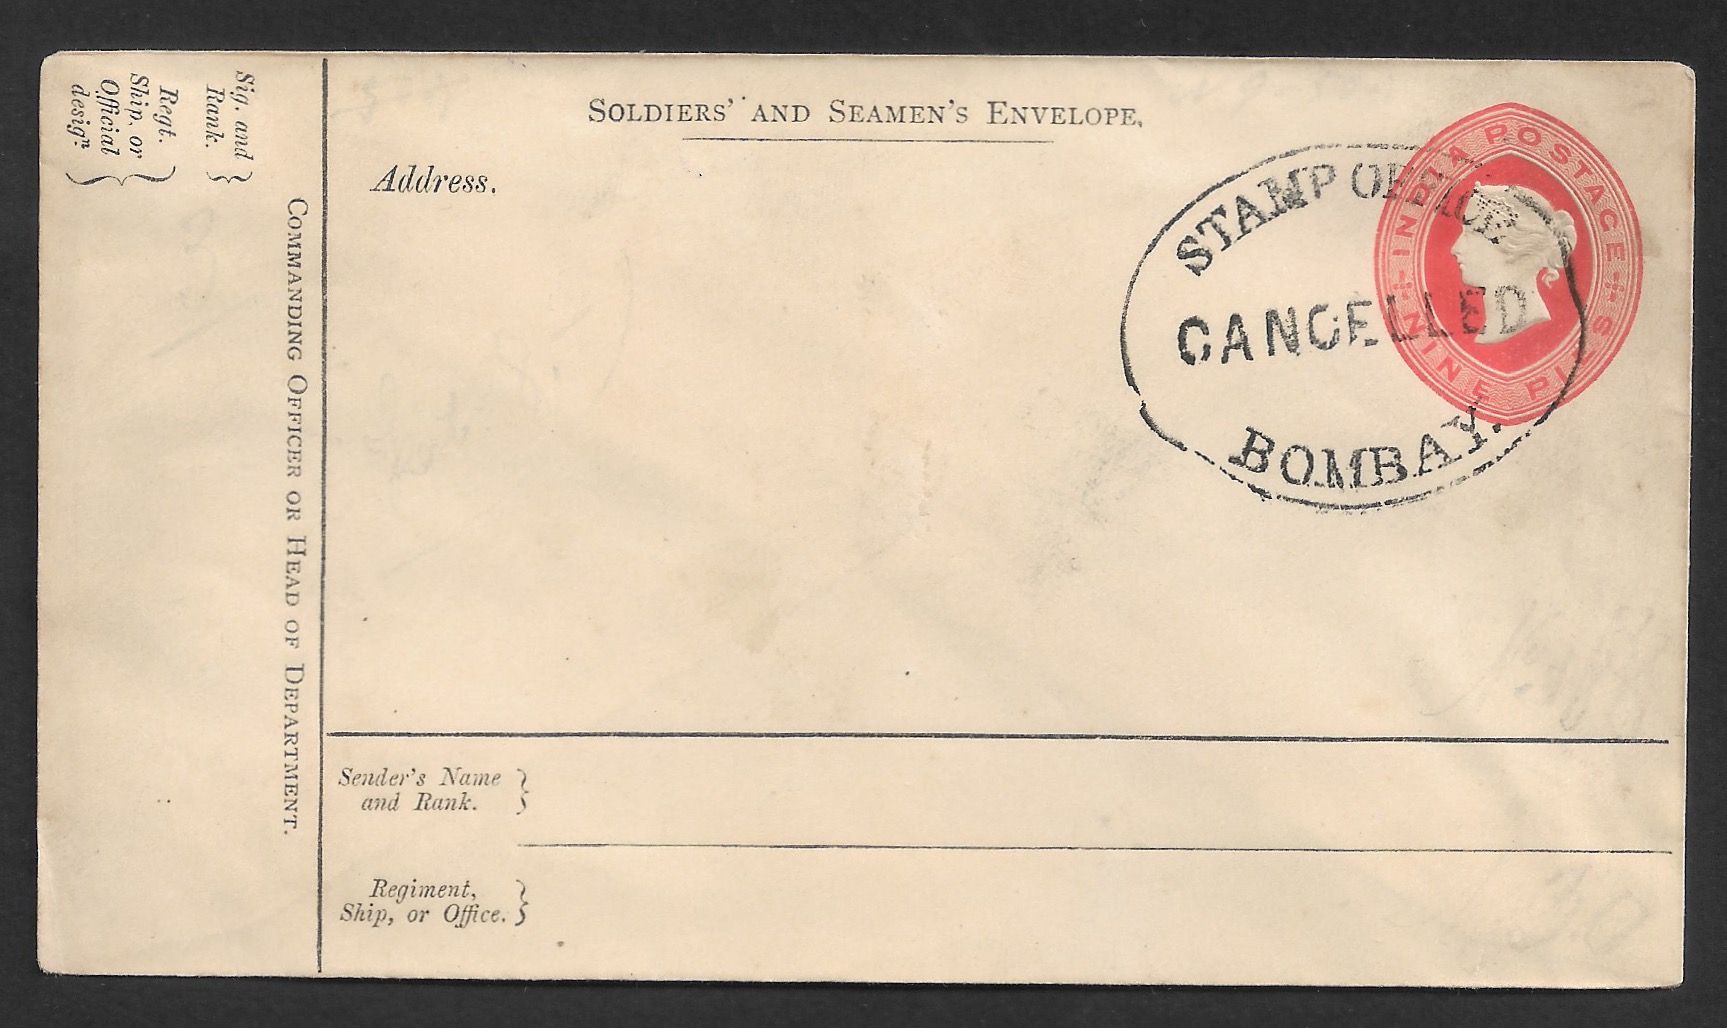 SOLDIERS' AND SEAMEN'S ENVELOPE.
Address.
INDIA POSTAGE
NINE PIES
STAMP OFFICE
CANCELLED
BOMBAY.
Sig. and
Rank.
Regt.
Ship, or
Official
desigⁿ.
COMMANDING OFFICER OR HEAD OF DEPARTMENT.
Sender's Name
and Rank.
Regiment,
Ship, or Office.